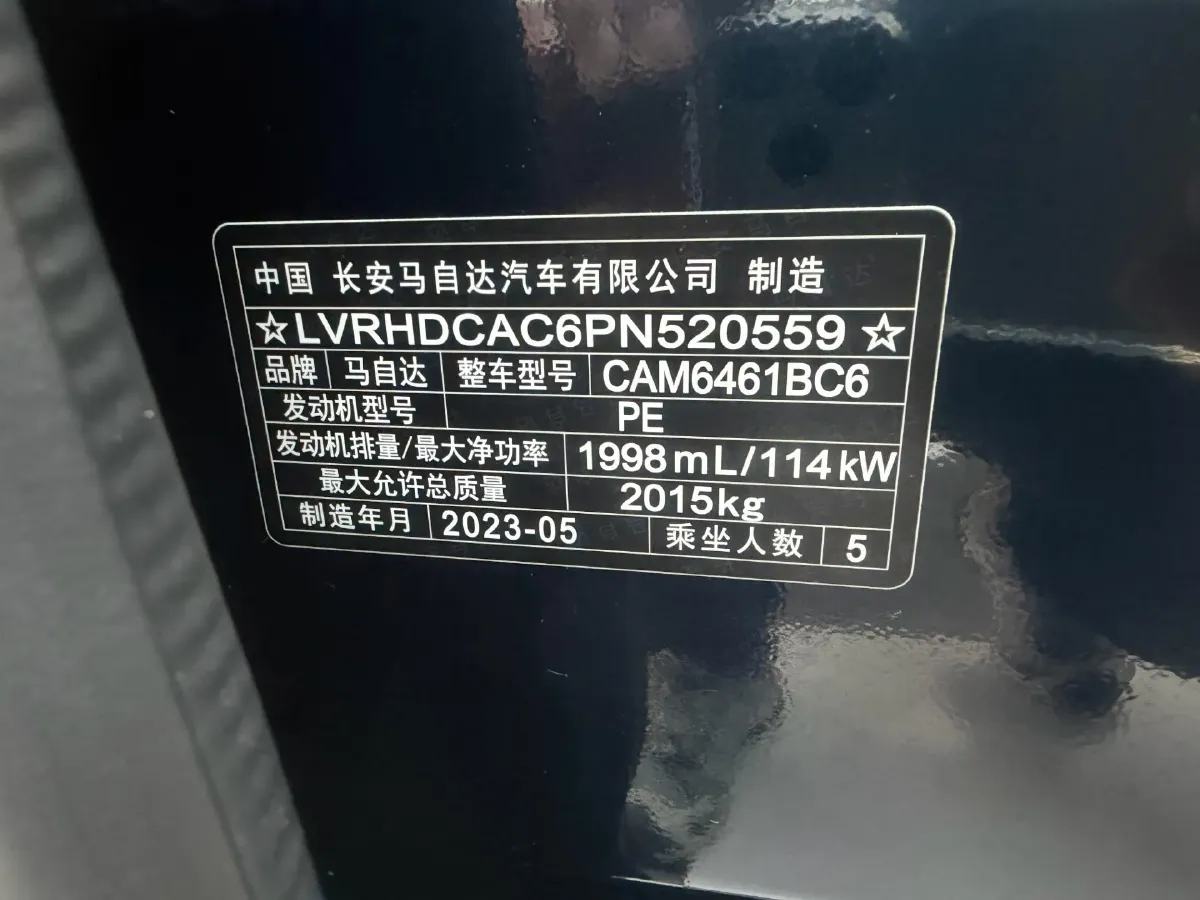 中国 长安马自达汽车有限公司 制造
☆LVRHDCAC6PN520559☆
品牌 马自达 整车型号 CAM6461BC6
发动机型号 PE
发动机排量/最大净功率 1998mL/114kW
最大允许总质量 2015kg
制造年月 2023-05 乘坐人数 5